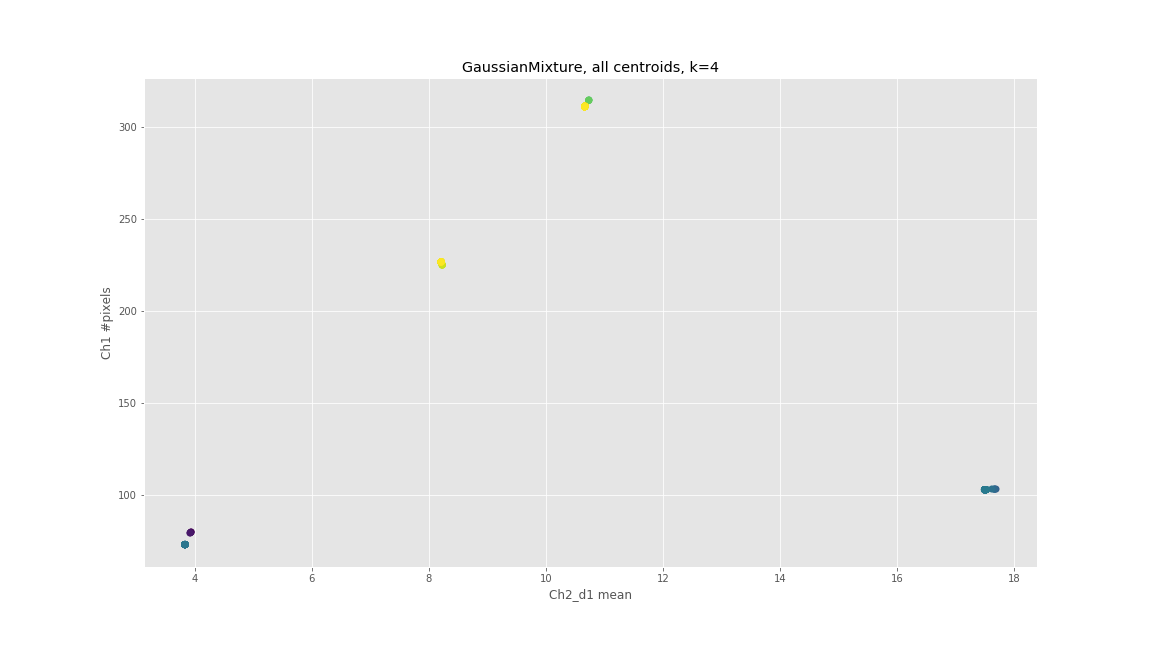 GaussianMixture, all centroids, k=4
300
250
200
150
100
Ch1 #pixels
4 6 8 10 12 14 16 18
Ch2_d1 mean